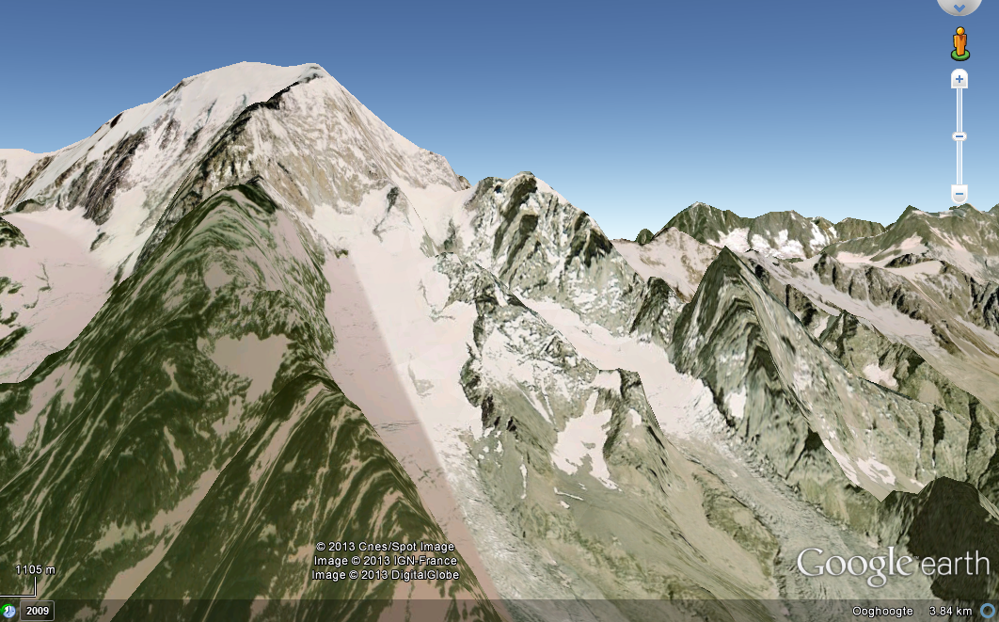 © 2013 Cnes/Spot Image
Image © 2013 IGN-France
Image © 2013 DigitalGlobe
Google earth
1105 m
2009
Ooghoogte 3.84 km